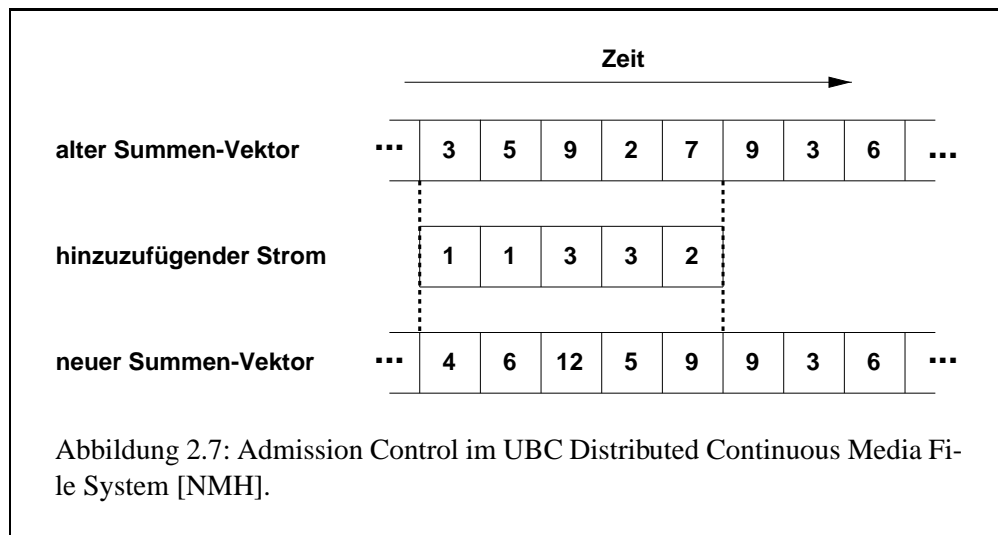 Zeit
alter Summen-Vektor ... 3 5 9 2 7 9 3 6 ...
hinzuzufügender Strom 1 1 3 3 2
neuer Summen-Vektor ... 4 6 12 5 9 9 3 6 ...
Abbildung 2.7: Admission Control im UBC Distributed Continuous Media Fi-
le System [NMH].